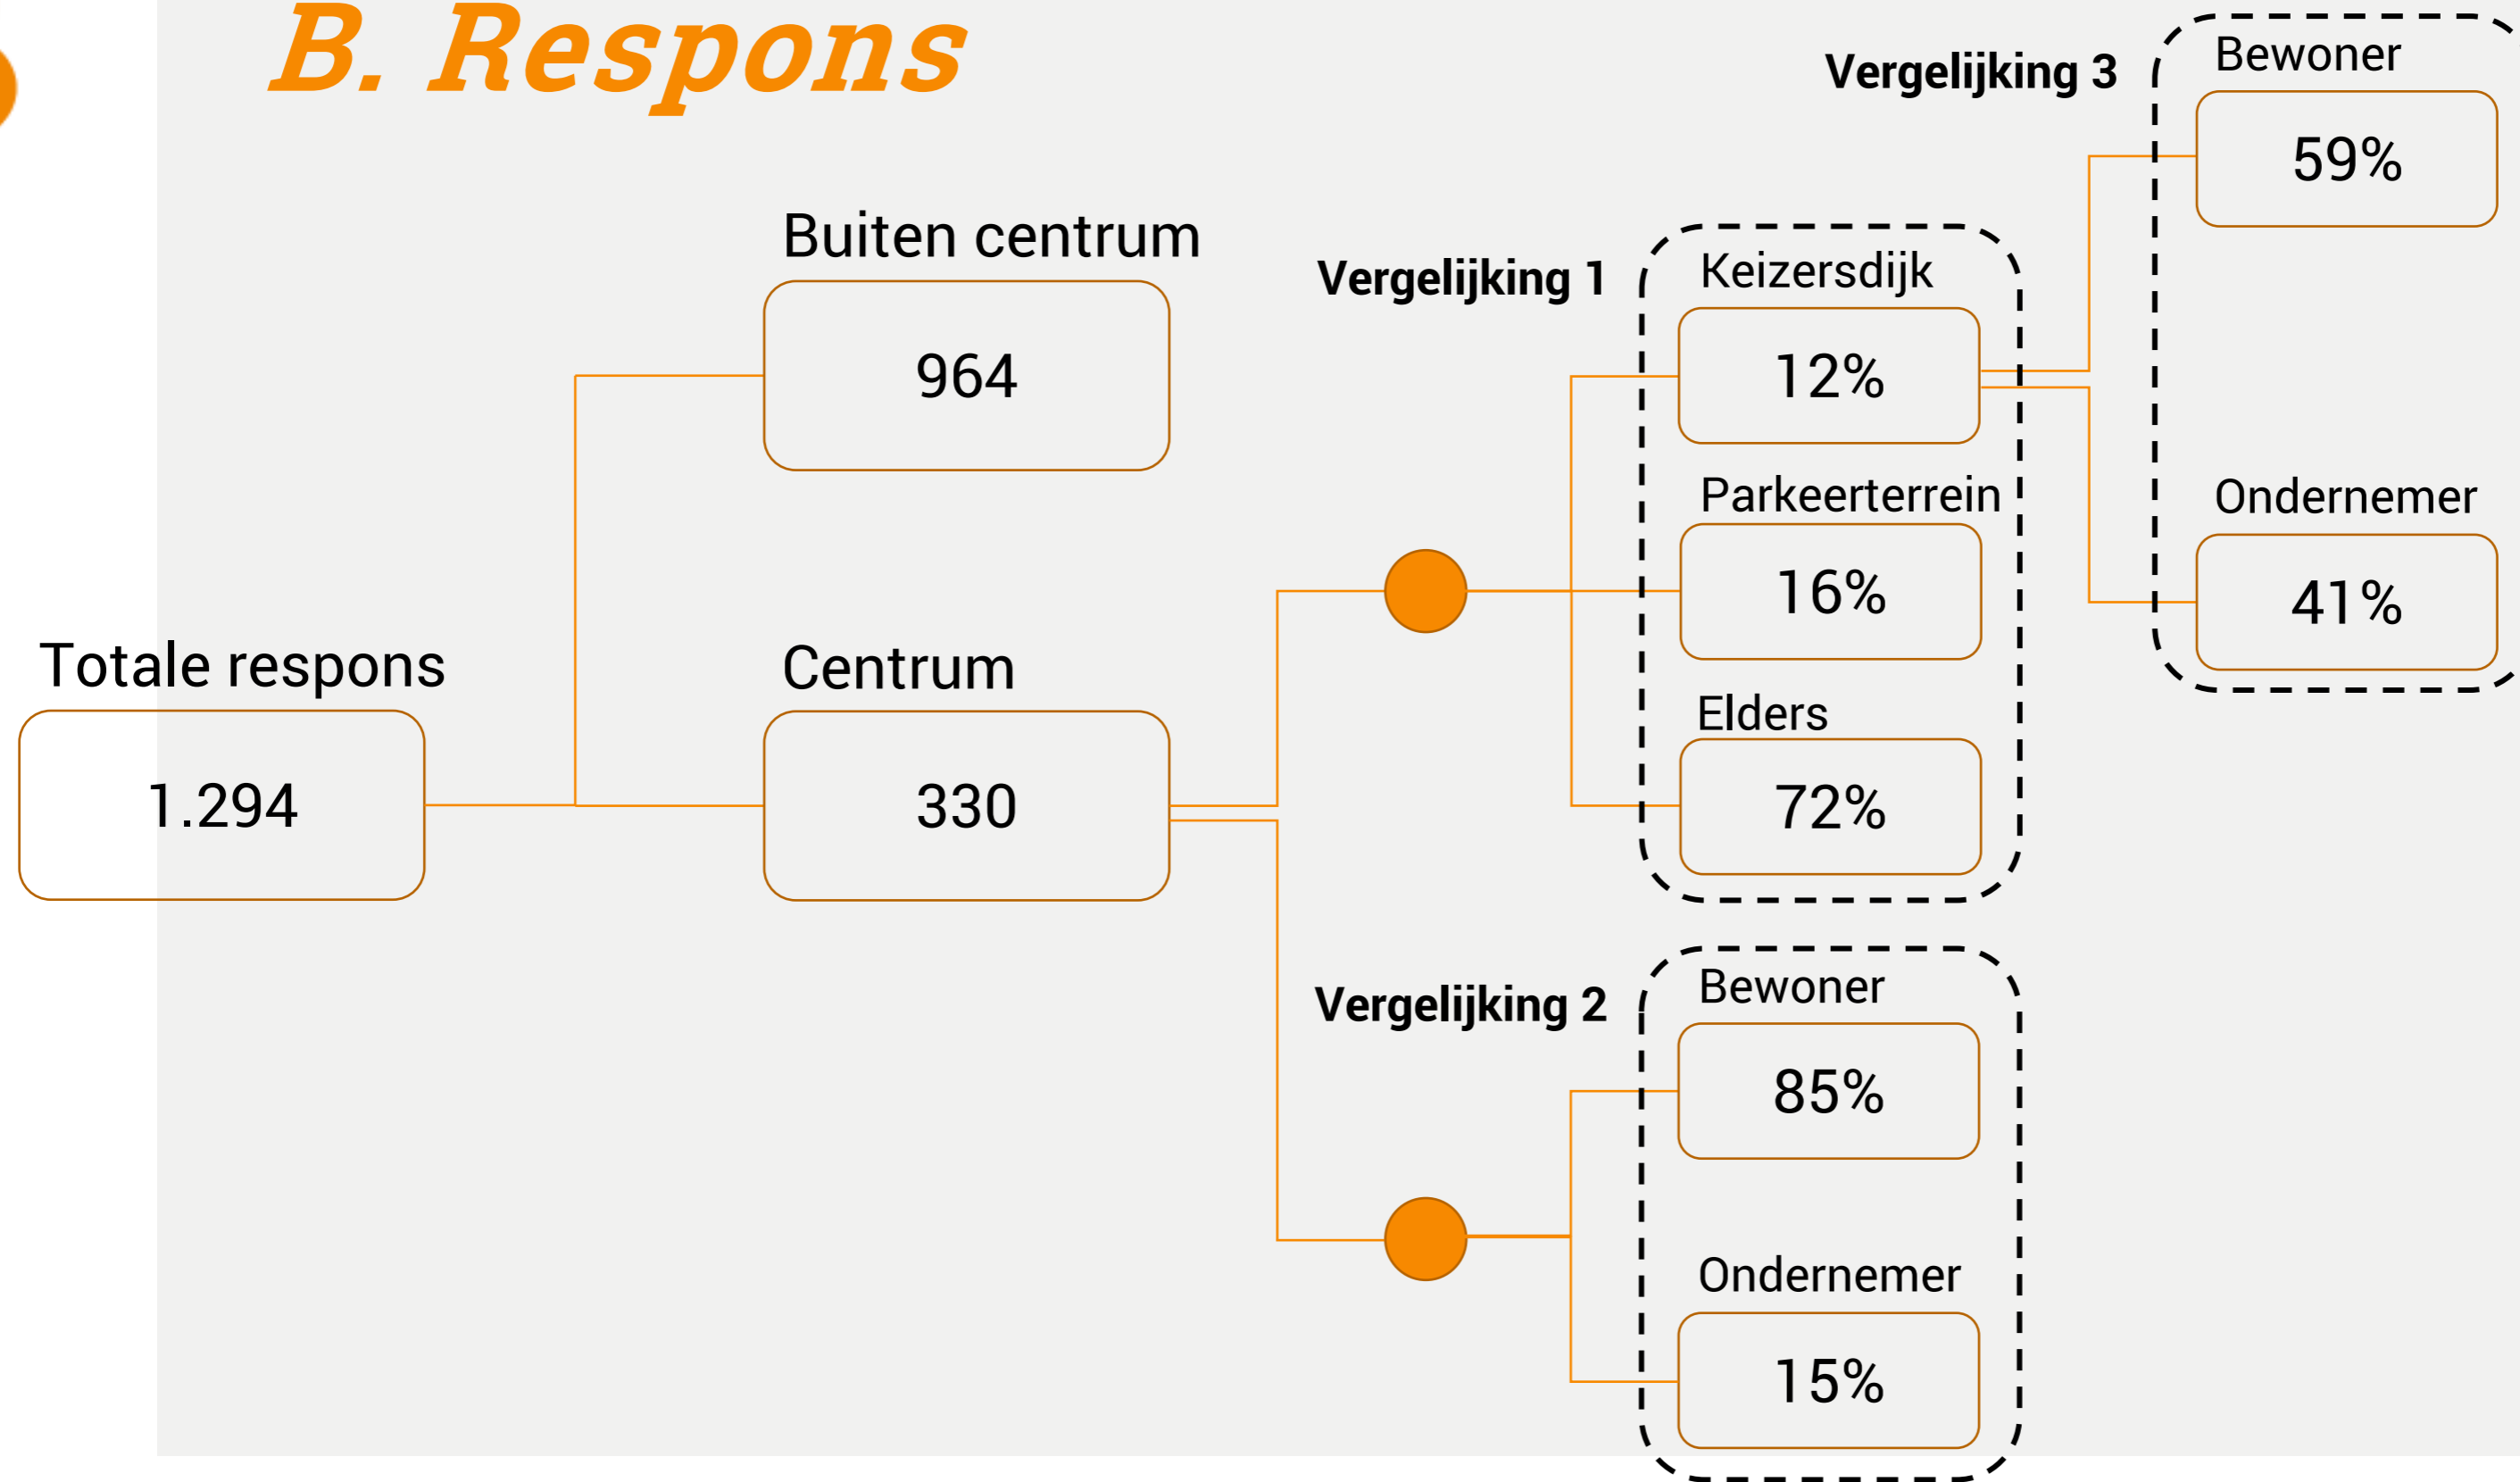 B. Respons
Totale respons
1.294
Buiten centrum
964
Centrum
330
Vergelijking 1
Keizersdijk
12%
Parkeerterrein
16%
Elders
72%
Vergelijking 2
Bewoner
85%
Ondernemer
15%
Vergelijking 3
Bewoner
59%
Ondernemer
41%